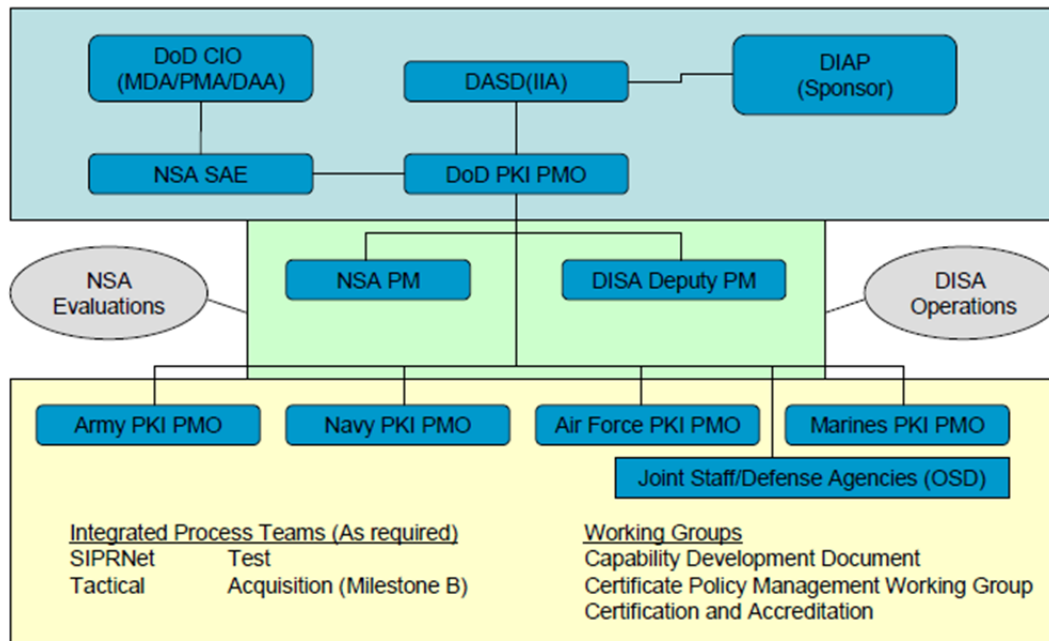 DoD CIO
(MDA/PMA/DAA)
DASD(IIA)
DIAP
(Sponsor)
NSA SAE
DoD PKI PMO
NSA
Evaluations
NSA PM
DISA Deputy PM
DISA
Operations
Army PKI PMO
Navy PKI PMO
Air Force PKI PMO
Marines PKI PMO
Joint Staff/Defense Agencies (OSD)
Integrated Process Teams (As required)
SIPRNet Test
Tactical Acquisition (Milestone B)
Working Groups
Capability Development Document
Certificate Policy Management Working Group
Certification and Accreditation